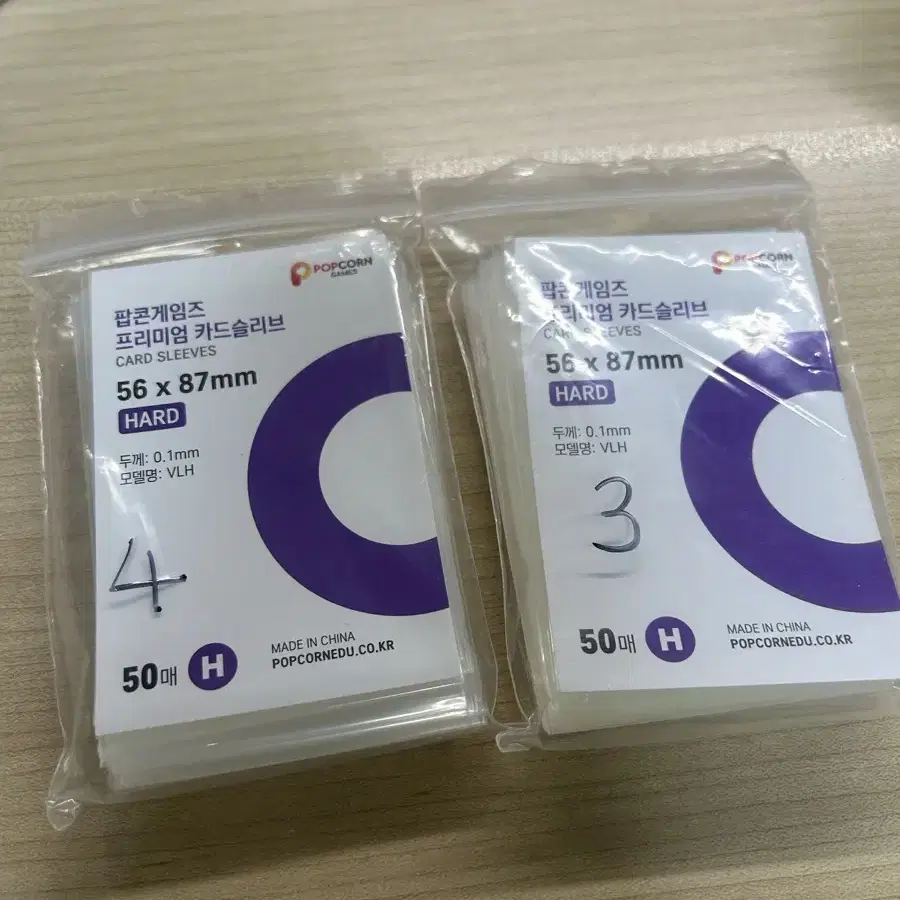 POPCORN
GAMES
팝콘게임즈
프리미엄 카드슬리브
CARD SLEEVES
56 x 87mm
HARD
두께: 0.1mm
모델명: VLH
4
50매
H
MADE IN CHINA
POPCORNEDU.CO.KR
POPCORN
GAMES
팝콘게임즈
프리미엄 카드슬리브
CARD SLEEVES
56 x 87mm
HARD
두께: 0.1mm
모델명: VLH
3
50매
H
MADE IN CHINA
POPCORNEDU.CO.KR